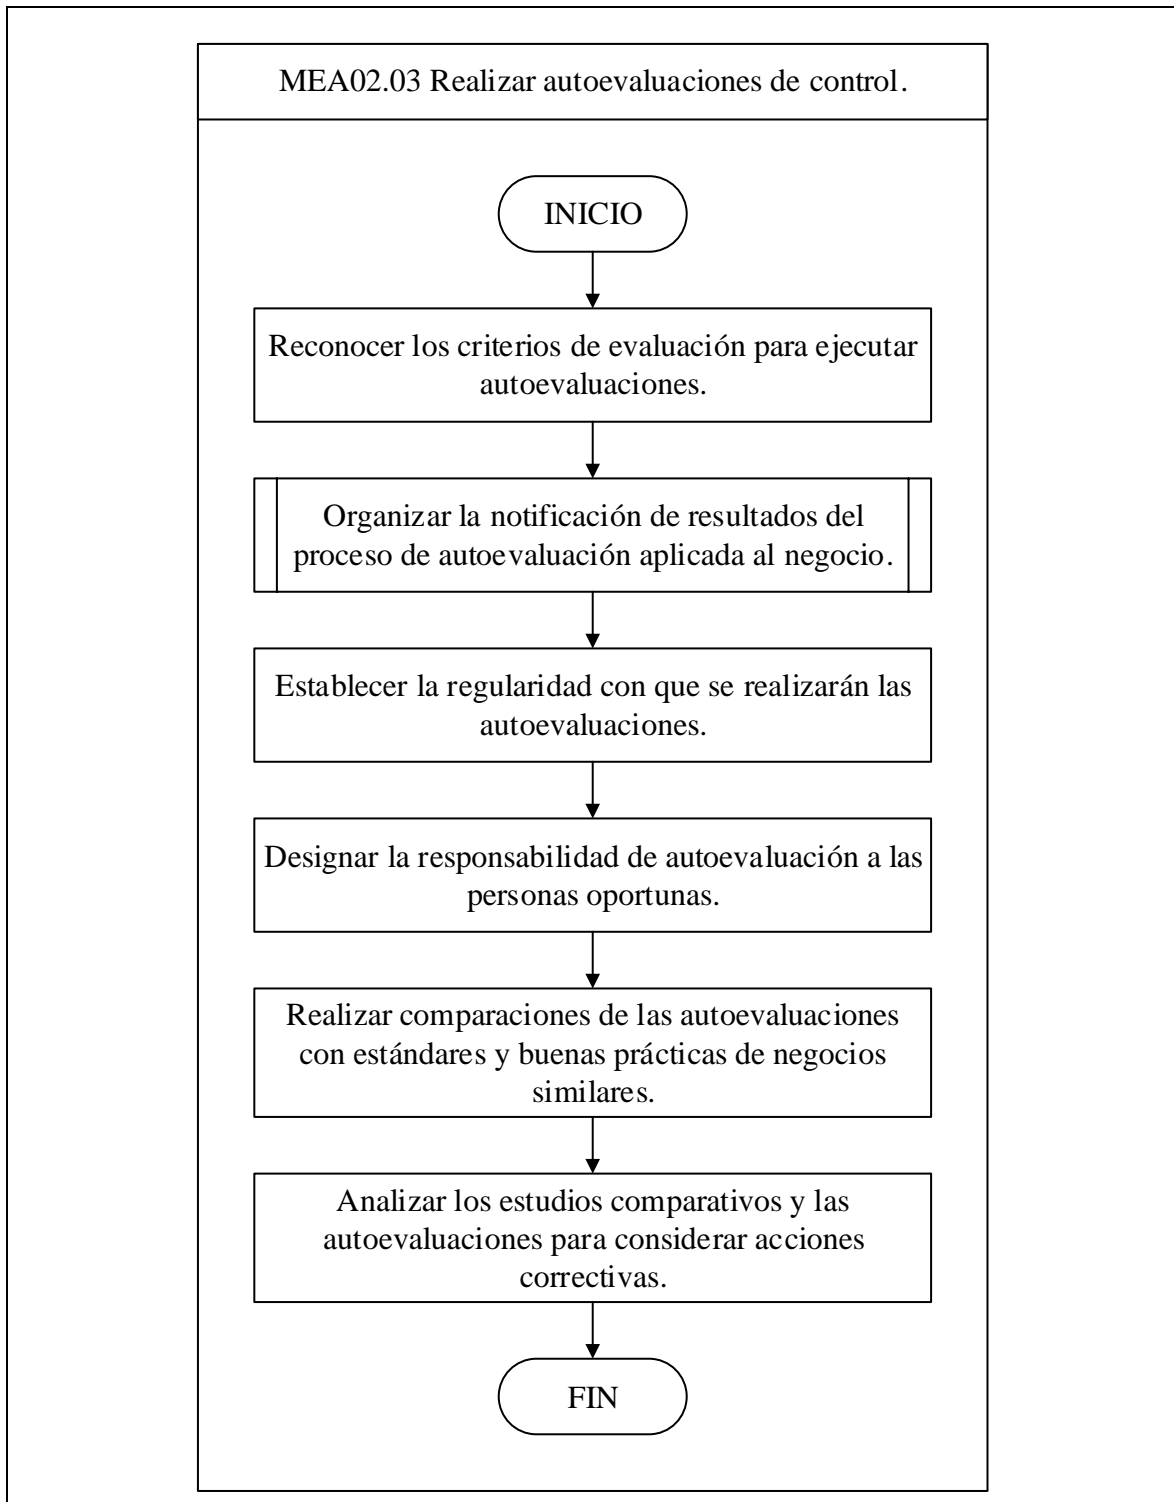 MEA02.03 Realizar autoevaluaciones de control.
INICIO
Reconocer los criterios de evaluación para ejecutar
autoevaluaciones.
Organizar la notificación de resultados del
proceso de autoevaluación aplicada al negocio.
Establecer la regularidad con que se realizarán las
autoevaluaciones.
Designar la responsabilidad de autoevaluación a las
personas oportunas.
Realizar comparaciones de las autoevaluaciones
con estándares y buenas prácticas de negocios
similares.
Analizar los estudios comparativos y las
autoevaluaciones para considerar acciones
correctivas.
FIN